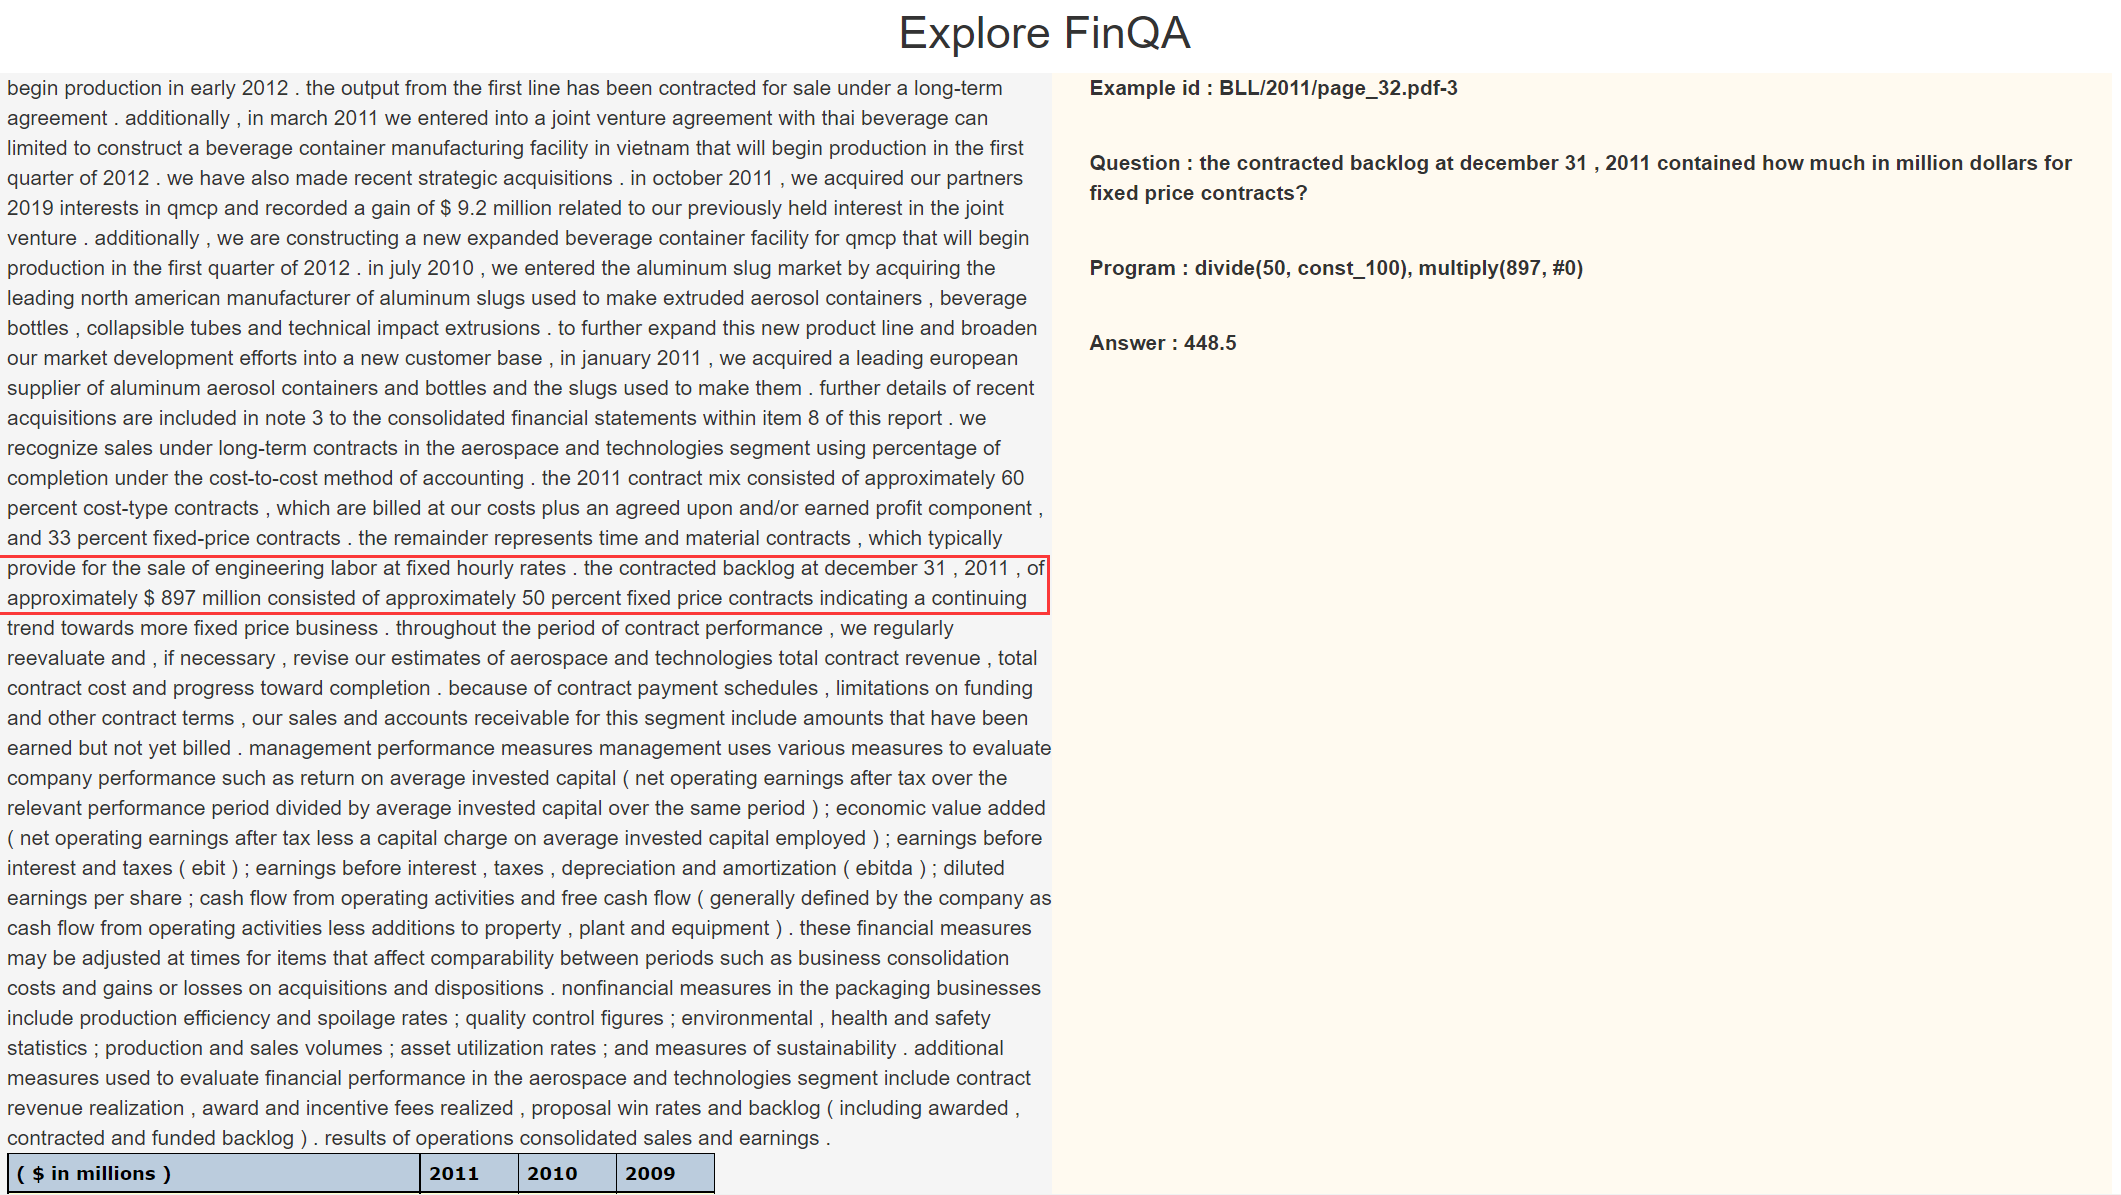 Explore FinQA
begin production in early 2012 . the output from the first line has been contracted for sale under a long-term
agreement . additionally , in march 2011 we entered into a joint venture agreement with thai beverage can
limited to construct a beverage container manufacturing facility in vietnam that will begin production in the first
quarter of 2012 . we have also made recent strategic acquisitions . in october 2011 , we acquired our partners
2019 interests in qmcp and recorded a gain of $ 9.2 million related to our previously held interest in the joint
venture . additionally , we are constructing a new expanded beverage container facility for qmcp that will begin
production in the first quarter of 2012 . in july 2010 , we entered the aluminum slug market by acquiring the
leading north american manufacturer of aluminum slugs used to make extruded aerosol containers , beverage
bottles , collapsible tubes and technical impact extrusions . to further expand this new product line and broaden
our market development efforts into a new customer base , in january 2011 , we acquired a leading european
supplier of aluminum aerosol containers and bottles and the slugs used to make them . further details of recent
acquisitions are included in note 3 to the consolidated financial statements within item 8 of this report . we
recognize sales under long-term contracts in the aerospace and technologies segment using percentage of
completion under the cost-to-cost method of accounting . the 2011 contract mix consisted of approximately 60
percent cost-type contracts , which are billed at our costs plus an agreed upon and/or earned profit component ,
and 33 percent fixed-price contracts . the remainder represents time and material contracts , which typically
provide for the sale of engineering labor at fixed hourly rates . the contracted backlog at december 31 , 2011 , of
approximately $ 897 million consisted of approximately 50 percent fixed price contracts indicating a continuing
trend towards more fixed price business . throughout the period of contract performance , we regularly
reevaluate and , if necessary , revise our estimates of aerospace and technologies total contract revenue , total
contract cost and progress toward completion . because of contract payment schedules , limitations on funding
and other contract terms , our sales and accounts receivable for this segment include amounts that have been
earned but not yet billed . management performance measures management uses various measures to evaluate
company performance such as return on average invested capital ( net operating earnings after tax over the
relevant performance period divided by average invested capital over the same period ) ; economic value added
( net operating earnings after tax less a capital charge on average invested capital employed ) ; earnings before
interest and taxes ( ebit ) ; earnings before interest , taxes , depreciation and amortization ( ebitda ) ; diluted
earnings per share ; cash flow from operating activities and free cash flow ( generally defined by the company as
cash flow from operating activities less additions to property , plant and equipment ) . these financial measures
may be adjusted at times for items that affect comparability between periods such as business consolidation
costs and gains or losses on acquisitions and dispositions . nonfinancial measures in the packaging businesses
include production efficiency and spoilage rates ; quality control figures ; environmental , health and safety
statistics ; production and sales volumes ; asset utilization rates ; and measures of sustainability . additional
measures used to evaluate financial performance in the aerospace and technologies segment include contract
revenue realization , award and incentive fees realized , proposal win rates and backlog ( including awarded ,
contracted and funded backlog ) . results of operations consolidated sales and earnings .
( $ in millions ) 2011 2010 2009
Example id : BLL/2011/page_32.pdf-3
Question : the contracted backlog at december 31 , 2011 contained how much in million dollars for
fixed price contracts?
Program : divide(50, const_100), multiply(897, #0)
Answer : 448.5